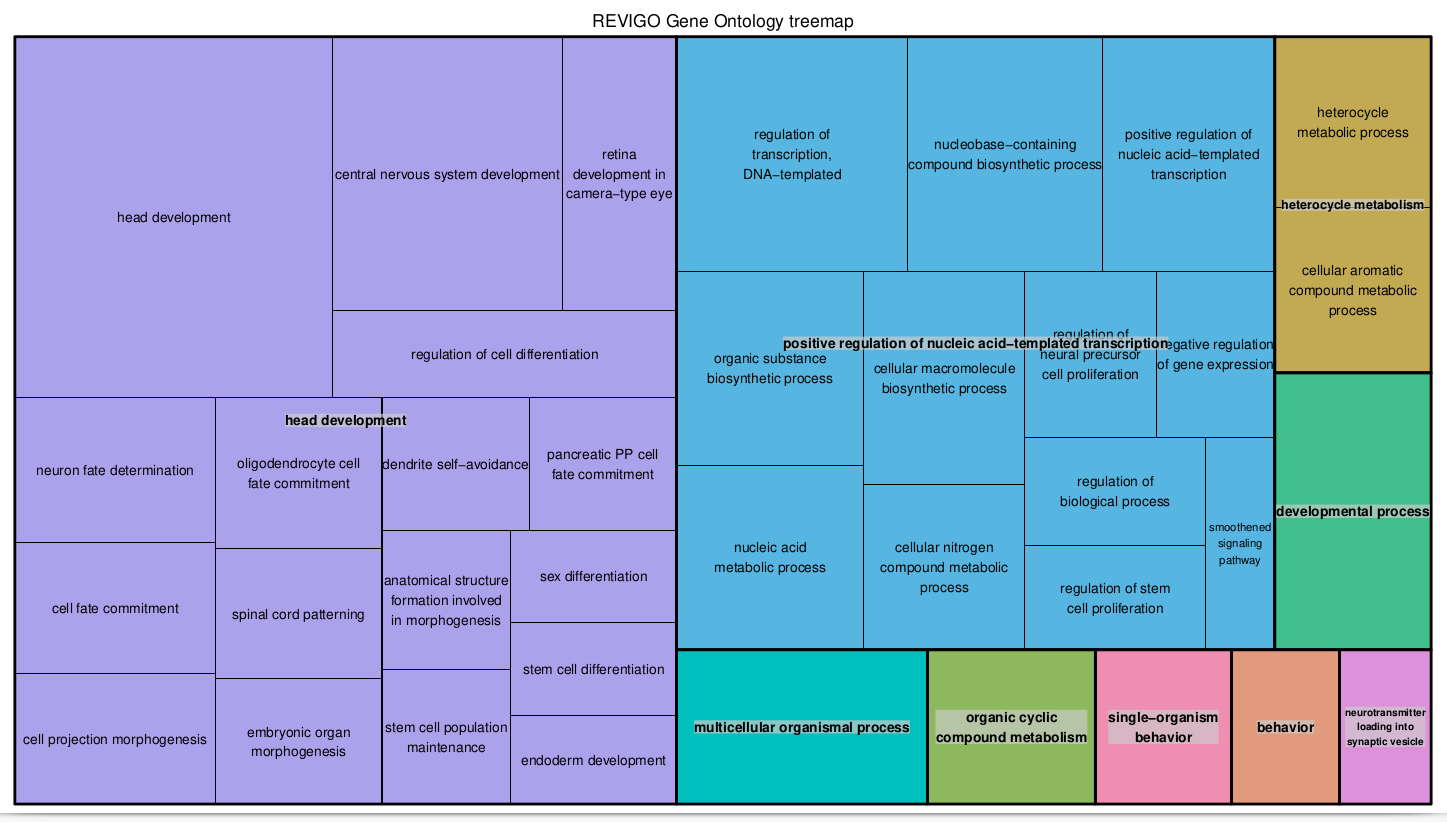 REVIGO Gene Ontology treemap
head development
central nervous system development
retina
development in
camera−type eye
regulation of cell differentiation
head development
neuron fate determination
oligodendrocyte cell
fate commitment
dendrite self−avoidance
pancreatic PP cell
fate commitment
cell fate commitment
spinal cord patterning
anatomical structure
formation involved
in morphogenesis
sex differentiation
stem cell differentiation
cell projection morphogenesis
embryonic organ
morphogenesis
stem cell population
maintenance
endoderm development
regulation of
transcription,
DNA−templated
nucleobase−containing
compound biosynthetic process
positive regulation of
nucleic acid−templated
transcription
positive regulation of nucleic acid−templated transcription
organic substance
biosynthetic process
cellular macromolecule
biosynthetic process
regulation of
neural precursor
cell proliferation
egative regulation
of gene expression
nucleic acid
metabolic process
cellular nitrogen
compound metabolic
process
regulation of
biological process
regulation of stem
cell proliferation
smoothened
signaling
pathway
heterocycle
metabolic process
heterocycle metabolism
cellular aromatic
compound metabolic
process
developmental process
multicellular organismal process
organic cyclic
compound metabolism
single−organism
behavior
behavior
neurotransmitter
loading into
synaptic vesicle